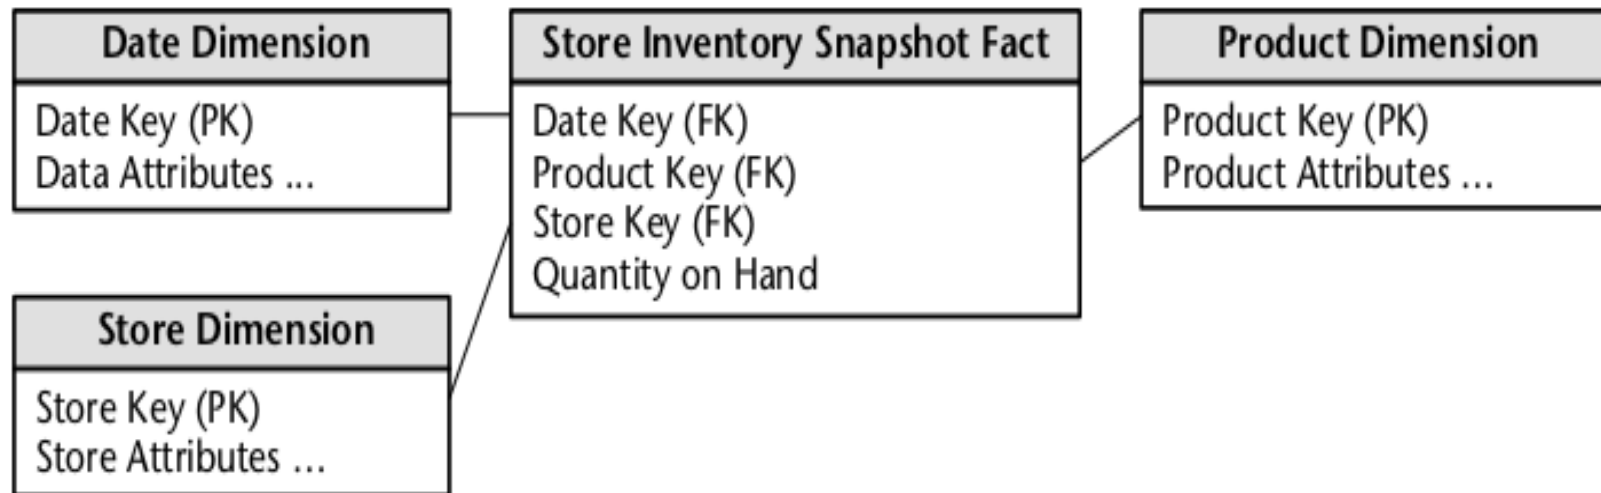 Date Dimension
Date Key (PK)
Data Attributes ...
Store Inventory Snapshot Fact
Date Key (FK)
Product Key (FK)
Store Key (FK)
Quantity on Hand
Product Dimension
Product Key (PK)
Product Attributes ...
Store Dimension
Store Key (PK)
Store Attributes ...